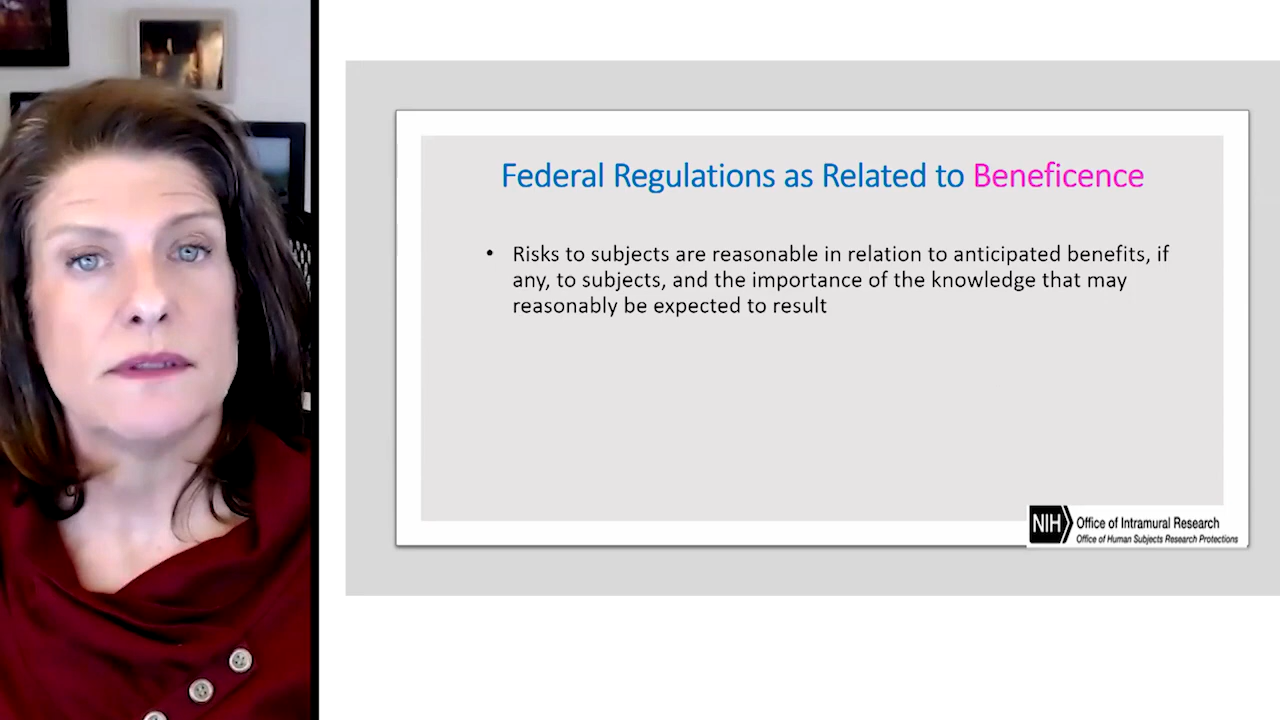 Federal Regulations as Related to Beneficence
• Risks to subjects are reasonable in relation to anticipated benefits, if
any, to subjects, and the importance of the knowledge that may
reasonably be expected to result
NIH Office of Intramural Research
Office of Human Subjects Research Protections